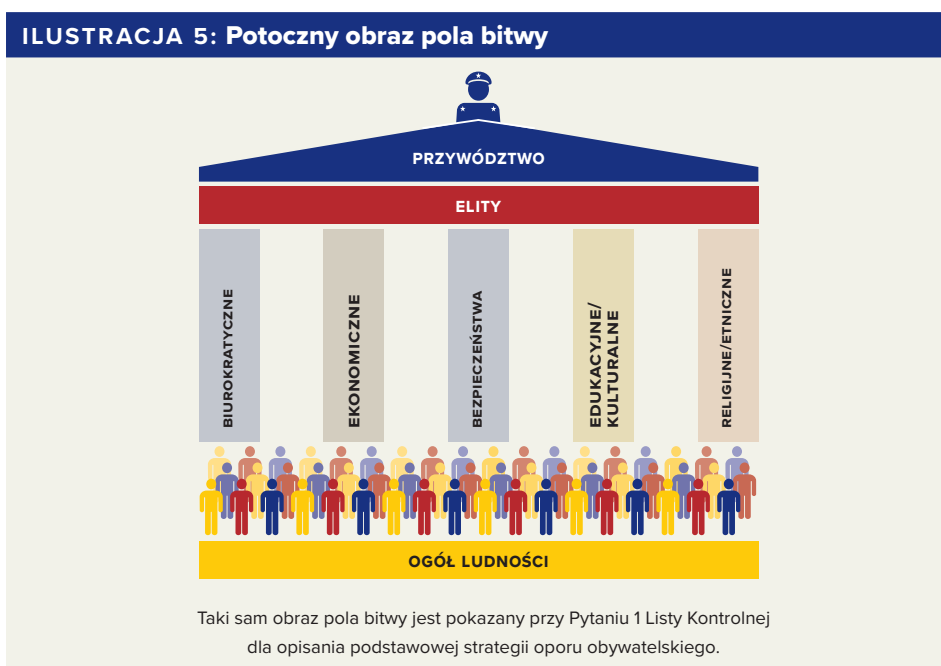 ILUSTRACJA 5: Potoczny obraz pola bitwy
PRZYWÓDZTWO
ELITY
BIUROKRATYCZNE
EKONOMICZNE
BEZPIECZEŃSTWA
EDUKACYJNE/
KULTURALNE
RELIGIJNE/ETNICZNE
OGÓŁ LUDNOŚCI
Taki sam obraz pola bitwy jest pokazany przy Pytaniu 1 Listy Kontrolnej
dla opisania podstawowej strategii oporu obywatelskiego.